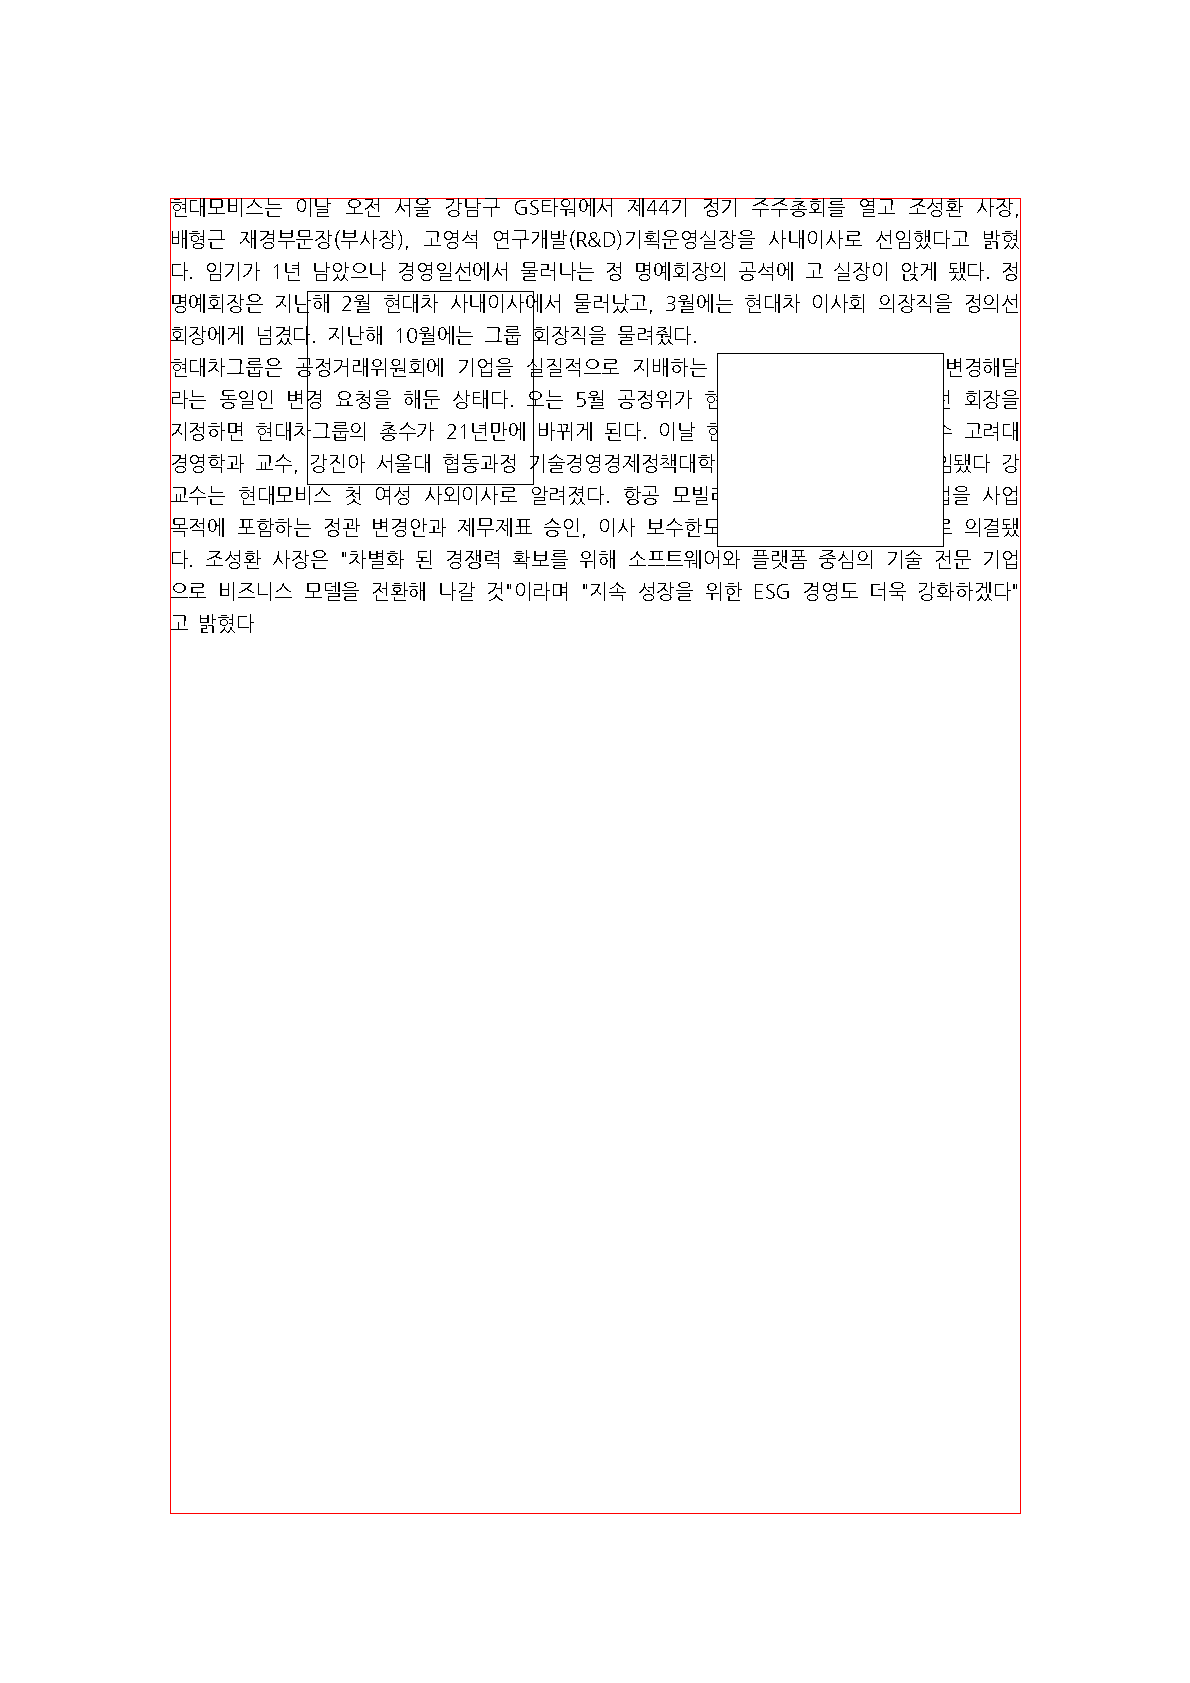 현대모비스는 이날 오전 서울 강남구 GS타워에서 제44기 정기 주주총회를 열고 조성환 사장,
배형근 재경부문장(부사장), 고영석 연구개발(R&D)기획운영실장을 사내이사로 선임했다고 밝혔
다. 임기가 1년 남았으나 경영일선에서 물러나는 정 명예회장의 공석에 고 실장이 앉게 됐다. 정
명예회장은 지난해 2월 현대차 사내이사에서 물러났고, 3월에는 현대차 이사회 의장직을 정의선
회장에게 넘겼다. 지난해 10월에는 그룹 회장직을 물려줬다.
현대차그룹은 공정거래위원회에 기업을 실질적으로 지배하는 변경해달
라는 동일인 변경 요청을 해둔 상태다. 오는 5월 공정위가 회장을
지정하면 현대차그룹의 총수가 21년만에 바뀌게 된다. 이날 고려대
경영학과 교수, 강진아 서울대 협동과정 기술경영경제정책대학 강
교수는 현대모비스 첫 여성 사외이사로 알려졌다. 항공 사업
목적에 포함하는 정관 변경안과 제무제표 승인, 이사 의결됐
다. 조성환 사장은 "차별화 된 경쟁력 확보를 위해 소프트웨어와 플랫폼 중심의 기술 전문 기업
으로 비즈니스 모델을 전환해 나갈 것"이라며 "지속 성장을 위한 ESG 경영도 더욱 강화하겠다"
고 밝혔다